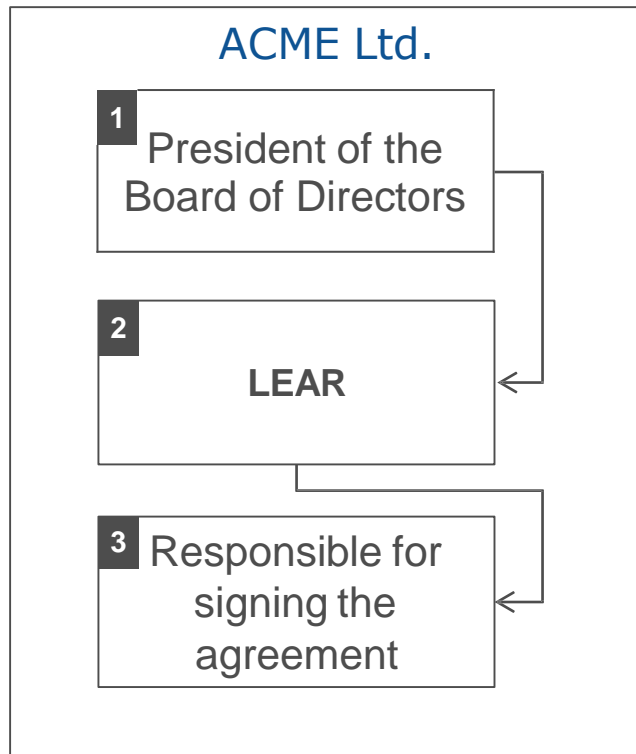 ACME Ltd.
1
President of the
Board of Directors
2
LEAR
3
Responsible for
signing the
agreement